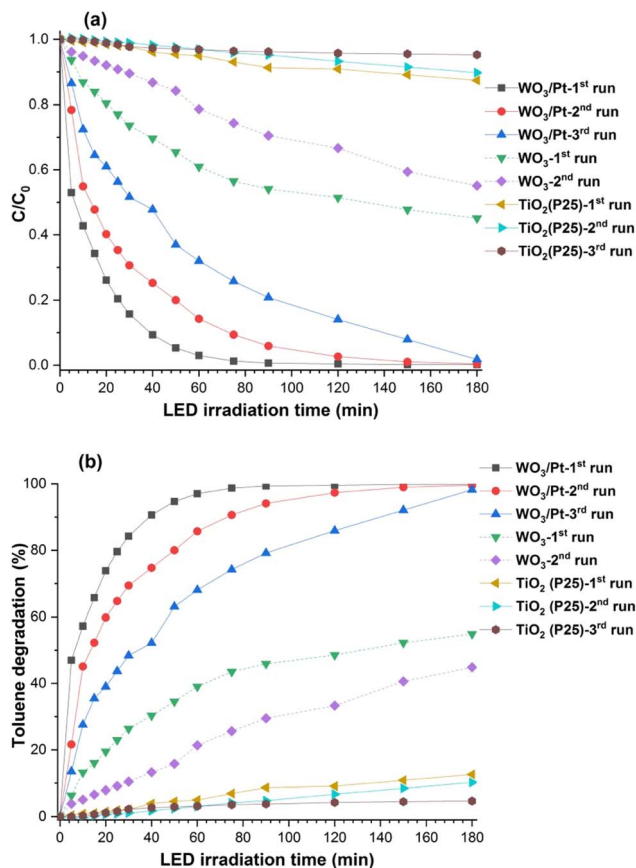 (a)
1.0
0.8
0.6
0.4
0.2
0.0
C/C₀
0 20 40 60 80 100 120 140 160 180
LED irradiation time (min)
WO₃/Pt-1ˢᵗ run
WO₃/Pt-2ⁿᵈ run
WO₃/Pt-3ʳᵈ run
WO₃-1ˢᵗ run
WO₃-2ⁿᵈ run
TiO₂(P25)-1ˢᵗ run
TiO₂(P25)-2ⁿᵈ run
TiO₂(P25)-3ʳᵈ run
(b)
100
80
60
40
20
0
Toluene degradation (%)
0 20 40 60 80 100 120 140 160 180
LED irradiation time (min)
WO₃/Pt-1ˢᵗ run
WO₃/Pt-2ⁿᵈ run
WO₃/Pt-3ʳᵈ run
WO₃-1ˢᵗ run
WO₃-2ⁿᵈ run
TiO₂ (P25)-1ˢᵗ run
TiO₂ (P25)-2ⁿᵈ run
TiO₂ (P25)-3ʳᵈ run